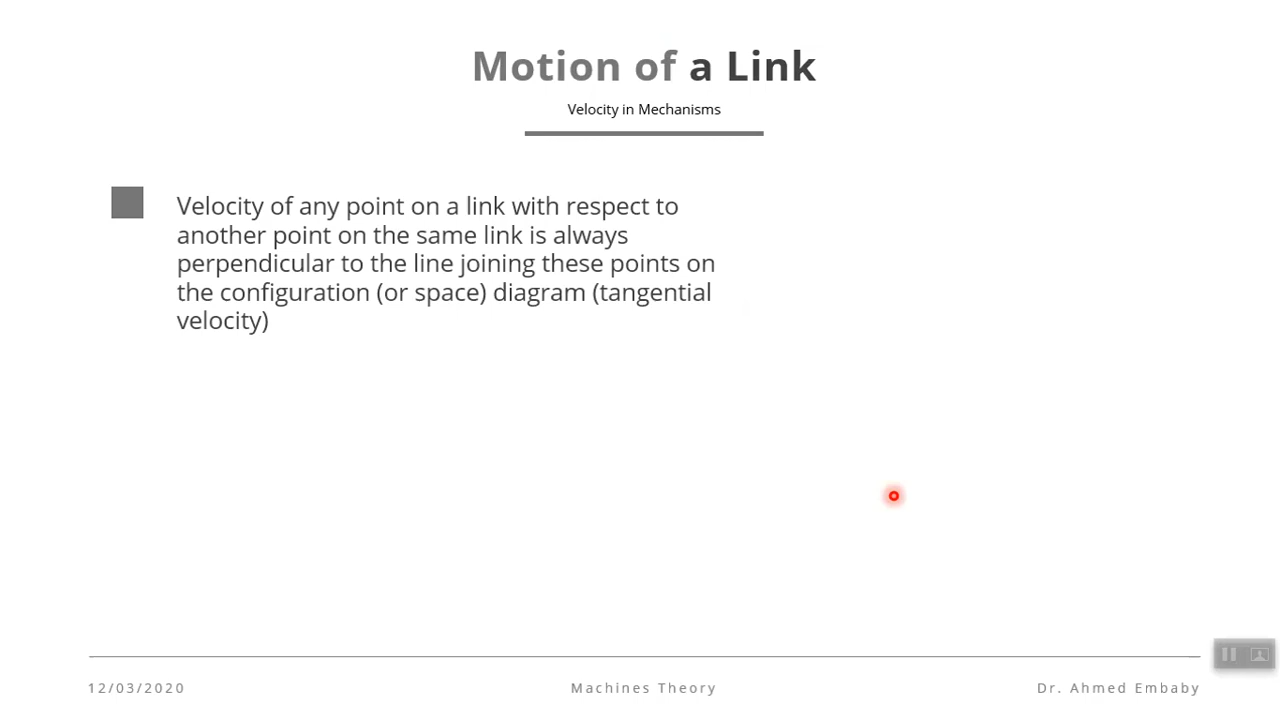 Motion of a Link
Velocity in Mechanisms
Velocity of any point on a link with respect to
another point on the same link is always
perpendicular to the line joining these points on
the configuration (or space) diagram (tangential
velocity)
12/03/2020
Machines Theory
Dr. Ahmed Embaby